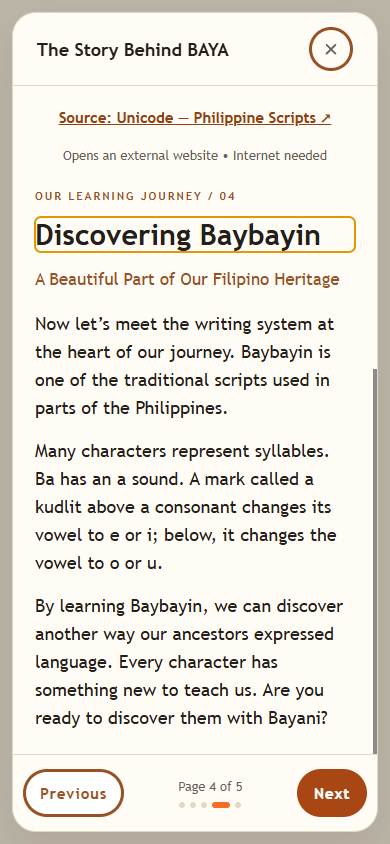 The Story Behind BAYA
×
Source: Unicode — Philippine Scripts ↗
Opens an external website • Internet needed
OUR LEARNING JOURNEY / 04
Discovering Baybayin
A Beautiful Part of Our Filipino Heritage
Now let’s meet the writing system at
the heart of our journey. Baybayin is
one of the traditional scripts used in
parts of the Philippines.
Many characters represent syllables.
Ba has an a sound. A mark called a
kudlit above a consonant changes its
vowel to e or i; below, it changes the
vowel to o or u.
By learning Baybayin, we can discover
another way our ancestors expressed
language. Every character has
something new to teach us. Are you
ready to discover them with Bayani?
Previous
Page 4 of 5
Next